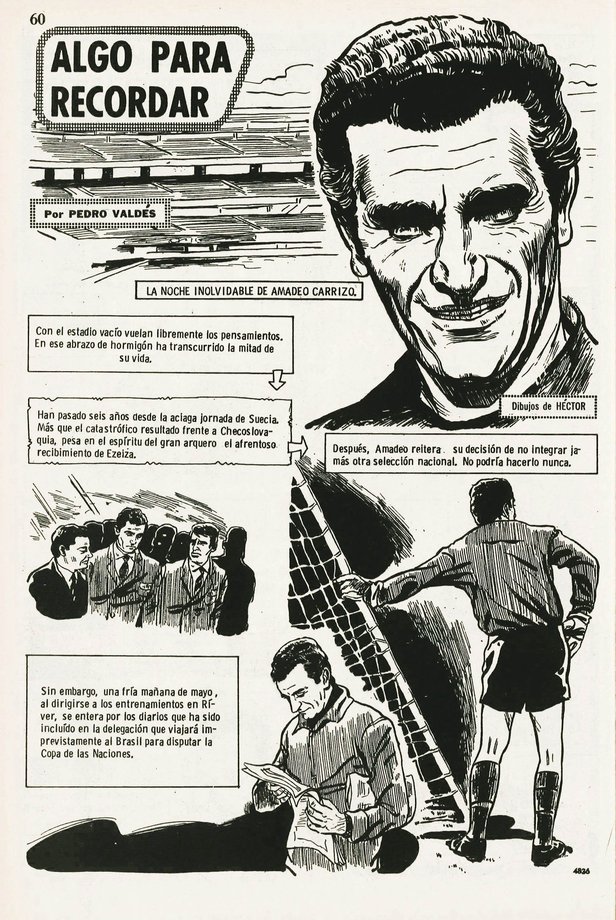 60
ALGO PARA
RECORDAR
Por PEDRO VALDÉS
LA NOCHE INOLVIDABLE DE AMADEO CARRIZO.
Con el estadio vacío vuelan libremente los pensamientos.
En ese abrazo de hormigón ha transcurrido la mitad de
su vida.
Dibujos de HÉCTOR
Han pasado seis años desde la aciaga jornada de Suecia.
Más que el catastrófico resultado frente a Checoslova-
quia, pesa en el espíritu del gran arquero el afrentoso
recibimiento de Ezeiza.
Después, Amadeo reitera su decisión de no integrar ja-
más otra selección nacional. No podría hacerlo nunca.
Sin embargo, una fría mañana de mayo,
al dirigirse a los entrenamientos en Rí-
ver, se entera por los diarios que ha sido
incluído en la delegación que viajará im-
previstamente al Brasil para disputar la
Copa de las Naciones.
4836